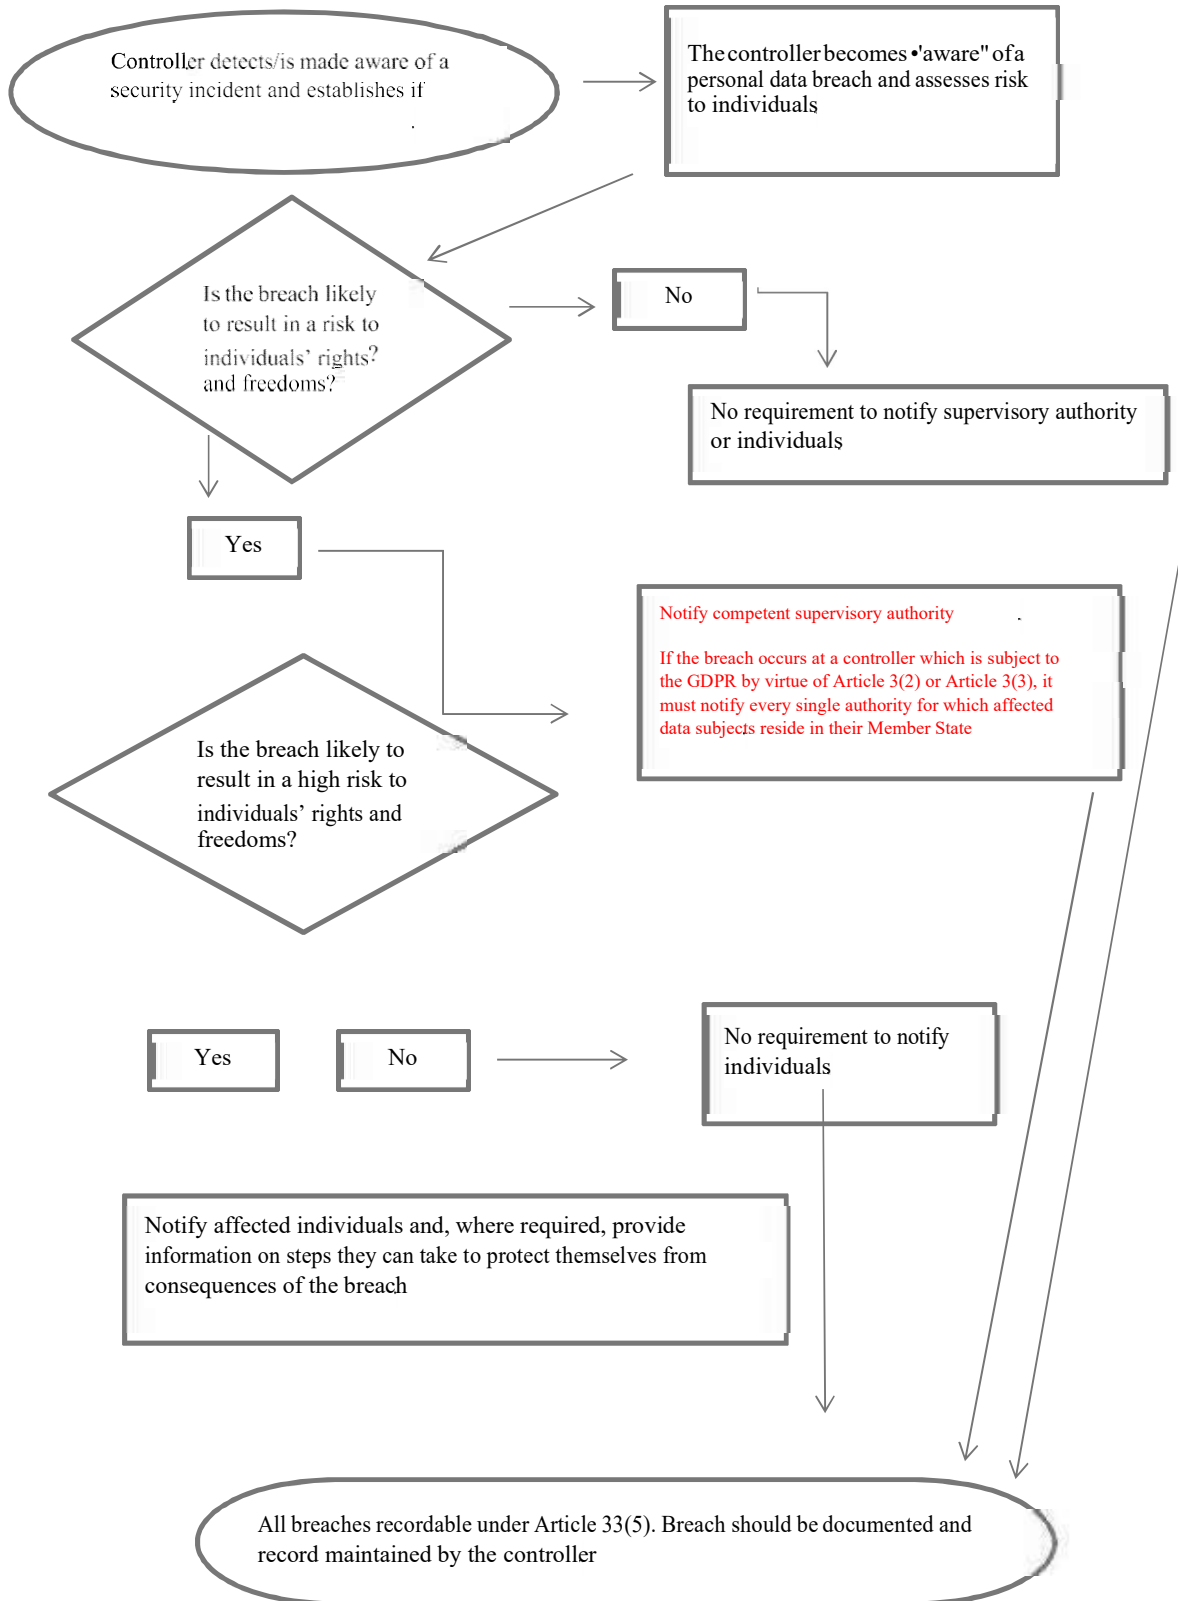 Controller detects/is made aware of a
security incident and establishes if
The controller becomes •'aware" of a
personal data breach and assesses risk
to individuals
Is the breach likely
to result in a risk to
individuals’ rights?
and freedoms?
No
No requirement to notify supervisory authority
or individuals
Yes
Notify competent supervisory authority
If the breach occurs at a controller which is subject to
the GDPR by virtue of Article 3(2) or Article 3(3), it
must notify every single authority for which affected
data subjects reside in their Member State
Is the breach likely to
result in a high risk to
individuals’ rights and
freedoms?
Yes
No
No requirement to notify
individuals
Notify affected individuals and, where required, provide
information on steps they can take to protect themselves from
consequences of the breach
All breaches recordable under Article 33(5). Breach should be documented and
record maintained by the controller